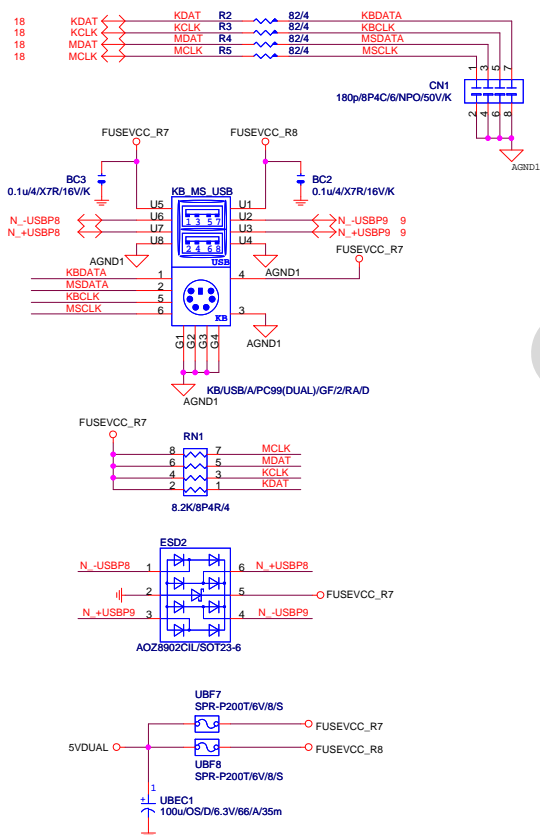 18 KDAT KDAT R2 82/4 KBDATA
18 KCLK KCLK R3 82/4 KBCLK
18 MDAT MDAT R4 82/4 MSDATA
18 MCLK MCLK R5 82/4 MSCLK
1 3 5 7
CN1
180p/8P4C/6/NPO/50V/K
2 4 6 8
AGND1
FUSEVCC_R7 FUSEVCC_R8
BC3 BC2
0.1u/4/X7R/16V/K KB_MS_USB 0.1u/4/X7R/16V/K
U5 U1
N_-USBP8 U6 1 3 5 7 U2 N_-USBP9 9
N_+USBP8 U7 U3 N_+USBP9 9
U8 2 4 6 8 U4
FUSEVCC_R7
AGND1 USB AGND1
KBDATA 1 4
MSDATA 2
KBCLK 5
MSCLK 6 3
KB
G1 G2 G3 G4 AGND1
KB/USB/A/PC99(DUAL)/GF/2/RA/D
AGND1
FUSEVCC_R7
RN1
8 7 MCLK
6 5 MDAT
4 3 KCLK
2 1 KDAT
8.2K/8P4R/4
ESD2
N_-USBP8 1 6 N_+USBP8
2 5 FUSEVCC_R7
N_+USBP9 3 4 N_-USBP9
AOZ8902CIL/SOT23-6
UBF7
SPR-P200T/6V/8/S
FUSEVCC_R7
5VDUAL FUSEVCC_R8
UBF8
SPR-P200T/6V/8/S
1
+ UBEC1
100u/OS/D/6.3V/66/A/35m